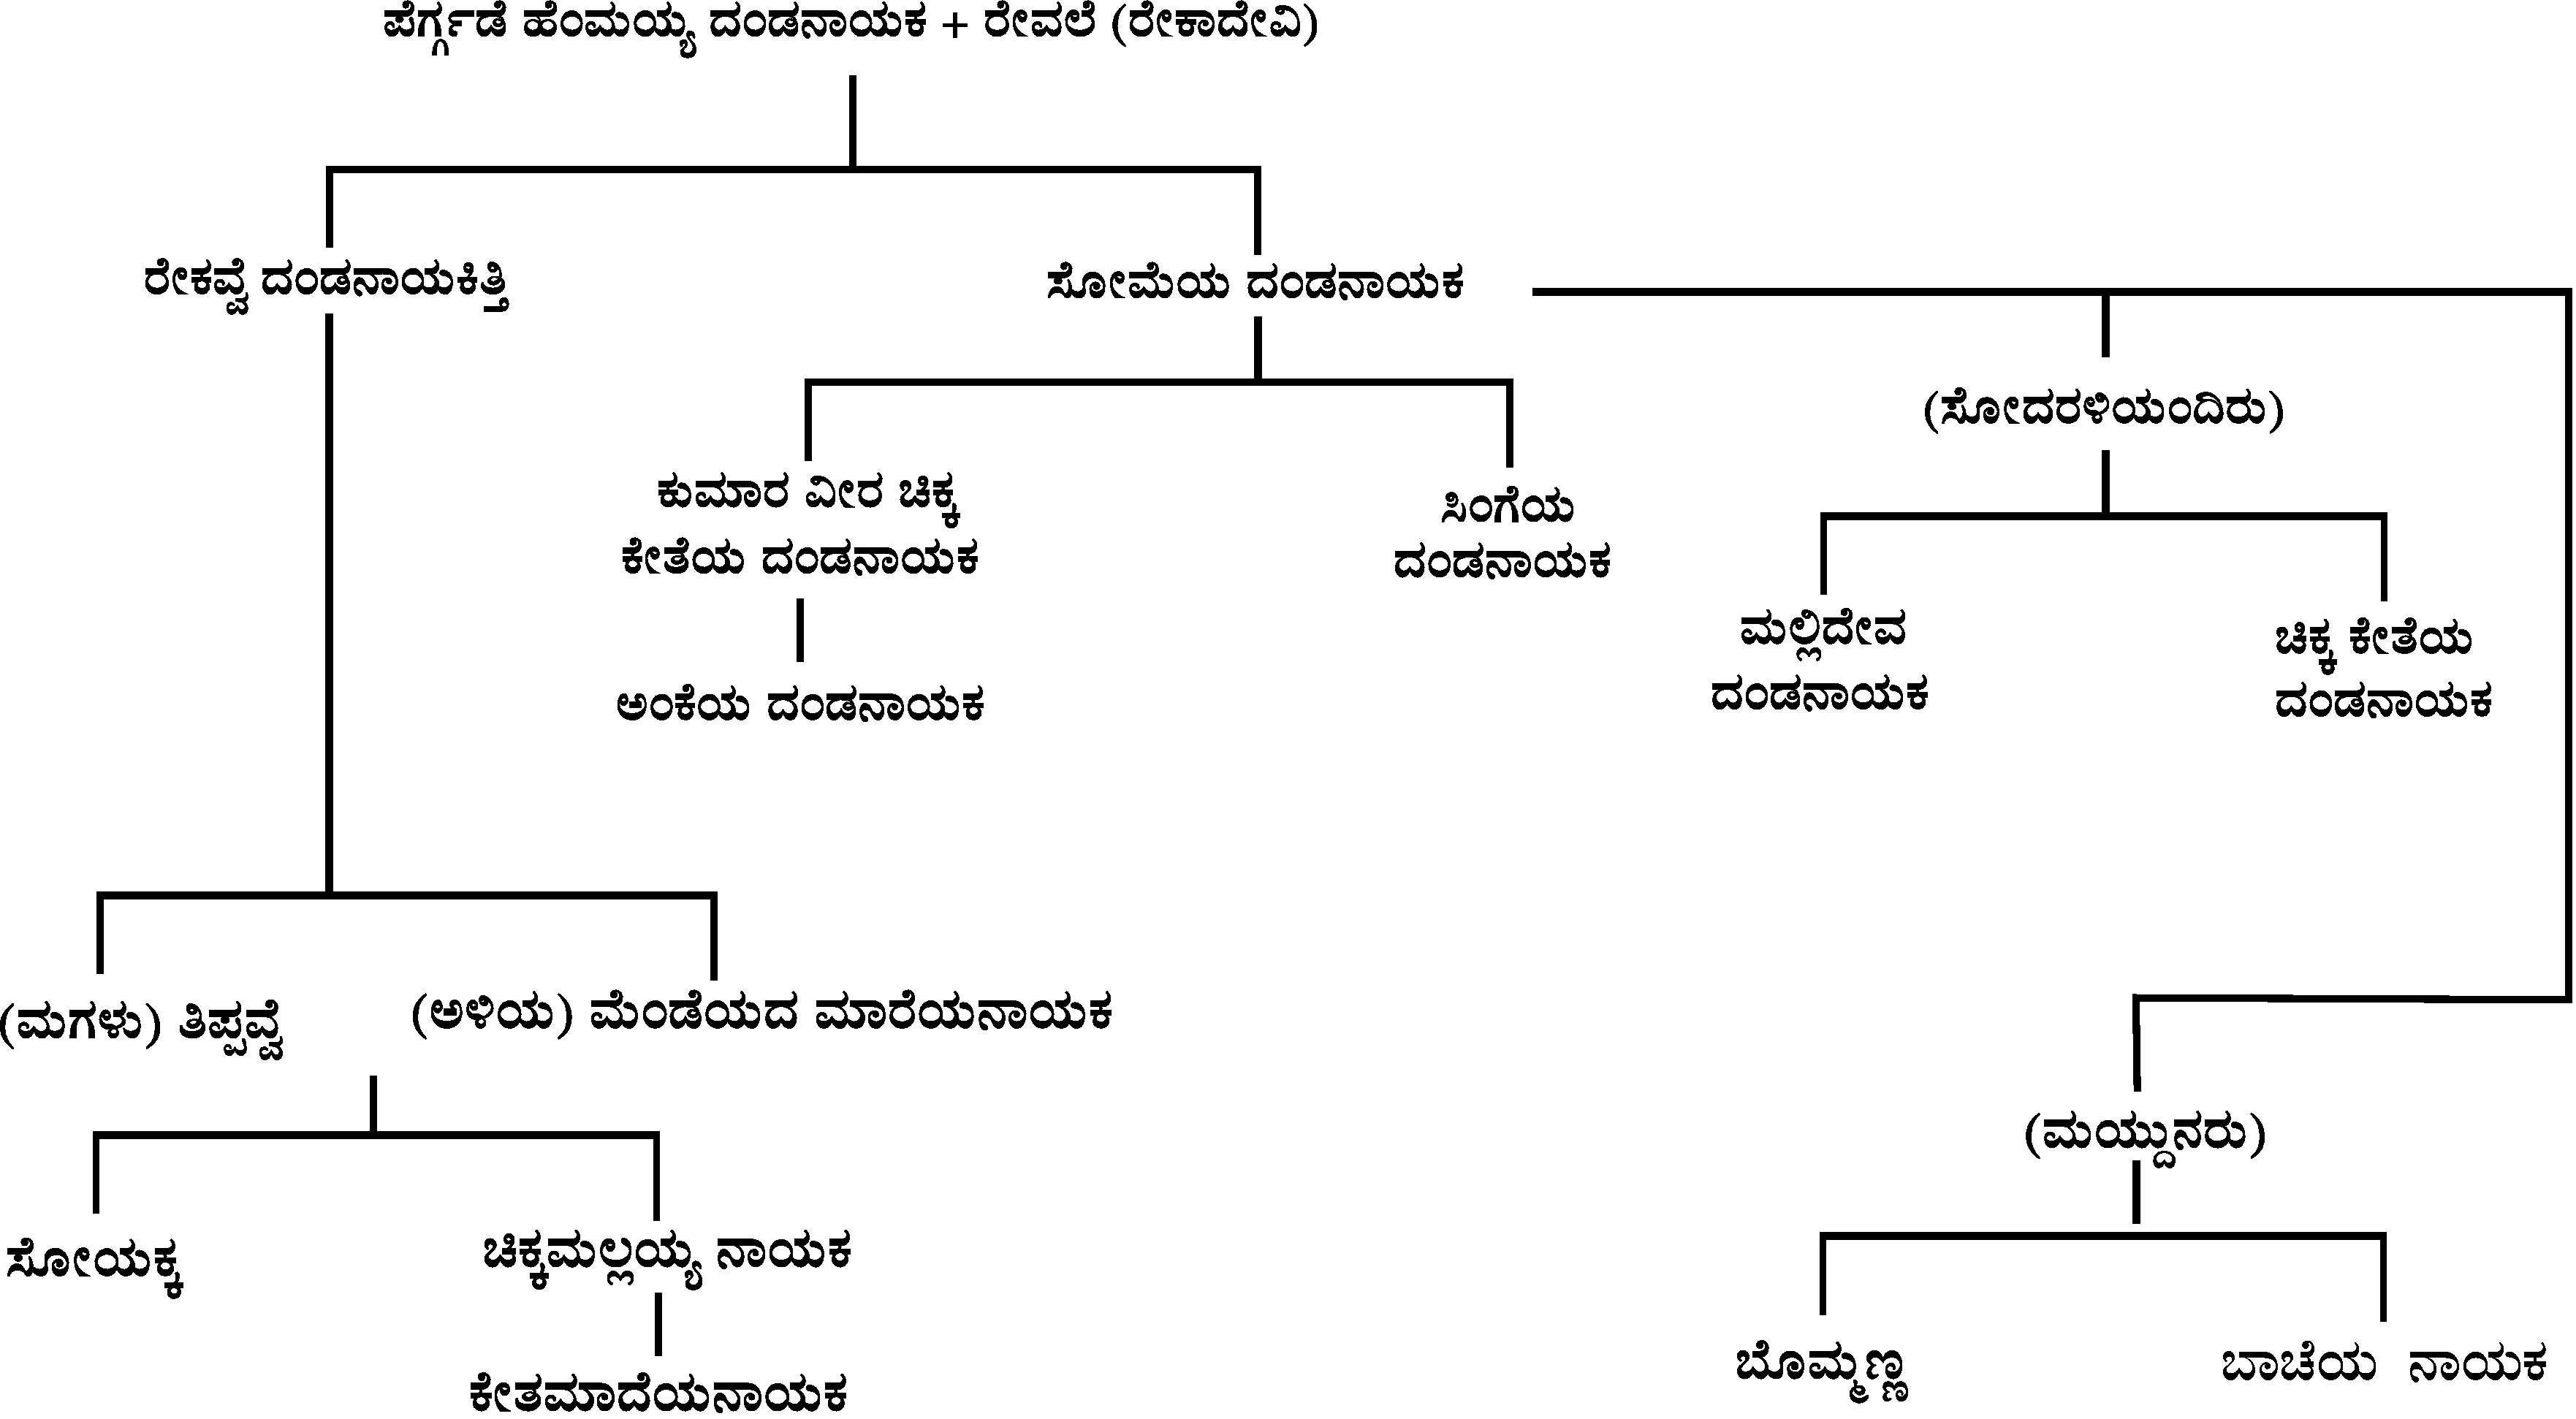 ಪೆರ್ಗ್ಗಡೆ ಹೆಂಮಯ್ಯ ದಂಡನಾಯಕ + ರೇವಲೆ (ರೇಕಾದೇವಿ)
ರೇಕವ್ವೆ ದಂಡನಾಯಕಿತ್ತಿ
ಸೋಮೆಯ ದಂಡನಾಯಕ
(ಸೋದರಳಿಯಂದಿರು)
ಕುಮಾರ ವೀರ ಚಿಕ್ಕ
ಕೇತೆಯ ದಂಡನಾಯಕ
ಸಿಂಗೆಯ
ದಂಡನಾಯಕ
ಮಲ್ಲಿದೇವ
ದಂಡನಾಯಕ
ಚಿಕ್ಕ ಕೇತೆಯ
ದಂಡನಾಯಕ
ಅಂಕೆಯ ದಂಡನಾಯಕ
(ಮಗಳು) ತಿಪ್ಪವ್ವೆ
(ಅಳಿಯ) ಮೆಂಡೆಯದ ಮಾರೆಯನಾಯಕ
(ಮಯ್ದುನರು)
ಸೋಯಕ್ಕ
ಚಿಕ್ಕಮಲ್ಲಯ್ಯ ನಾಯಕ
ಕೇತಮಾದೆಯನಾಯಕ
ಬೊಮ್ಮಣ್ಣ
ಬಾಚೆಯ ನಾಯಕ